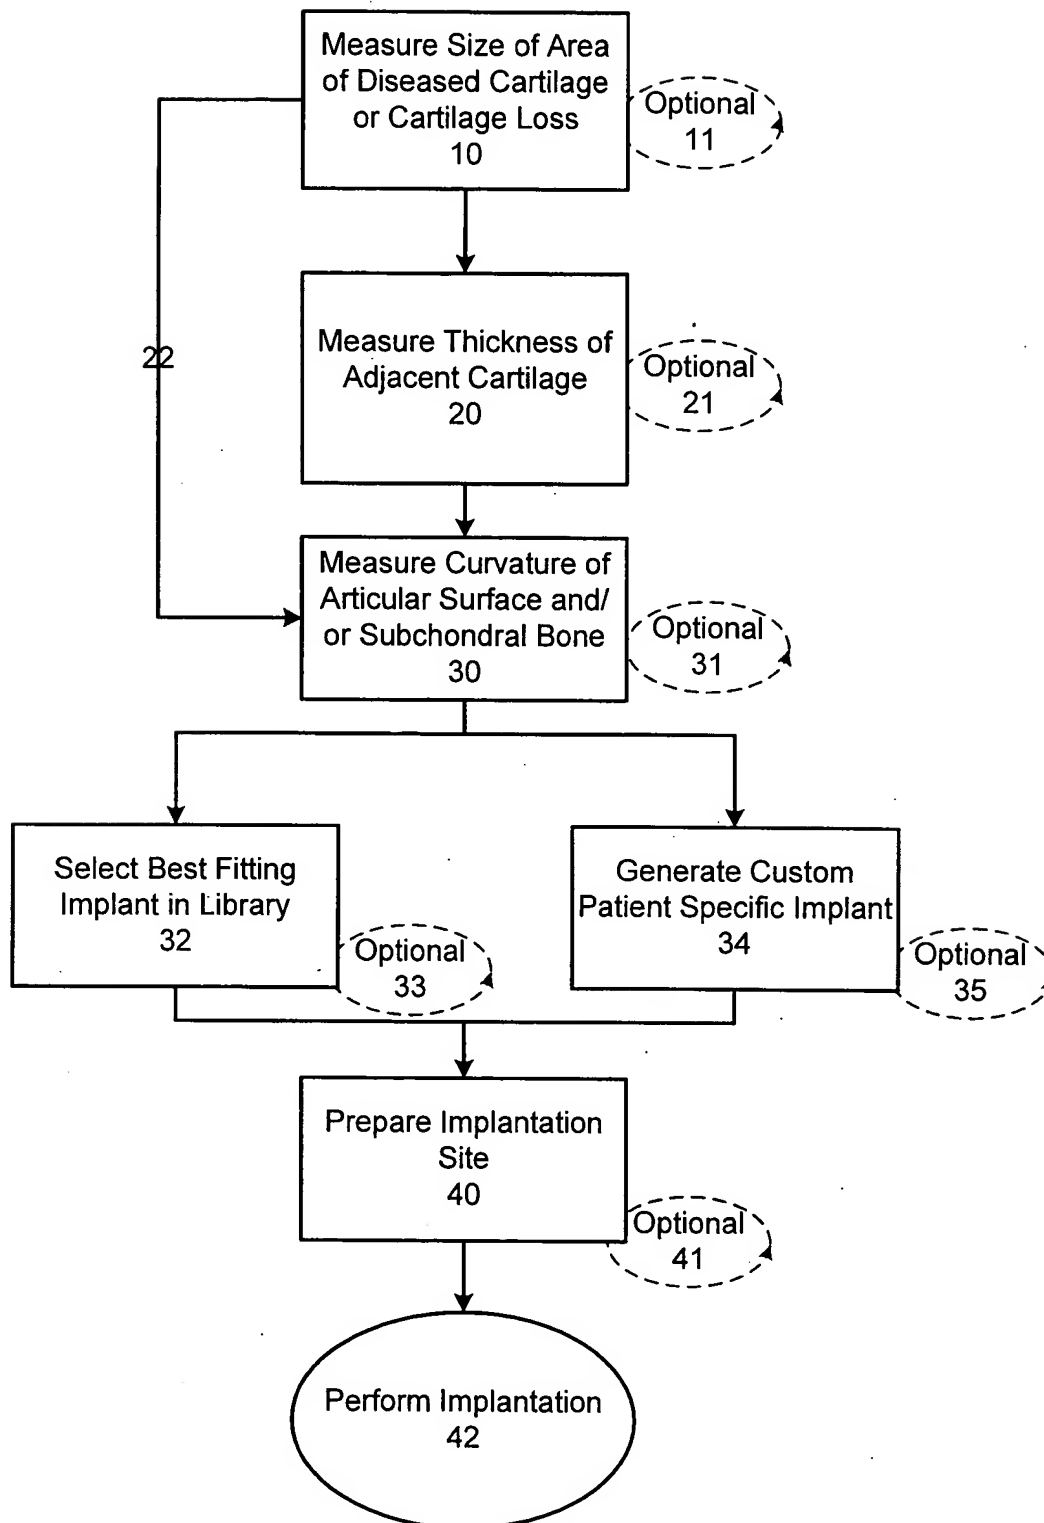 Measure Size of Area
of Diseased Cartilage
or Cartilage Loss
10
Optional
11
22
Measure Thickness of
Adjacent Cartilage
20
Optional
21
Measure Curvature of
Articular Surface and/
or Subchondral Bone
30
Optional
31
Select Best Fitting
Implant in Library
32
Optional
33
Generate Custom
Patient Specific Implant
34
Optional
35
Prepare Implantation
Site
40
Optional
41
Perform Implantation
42